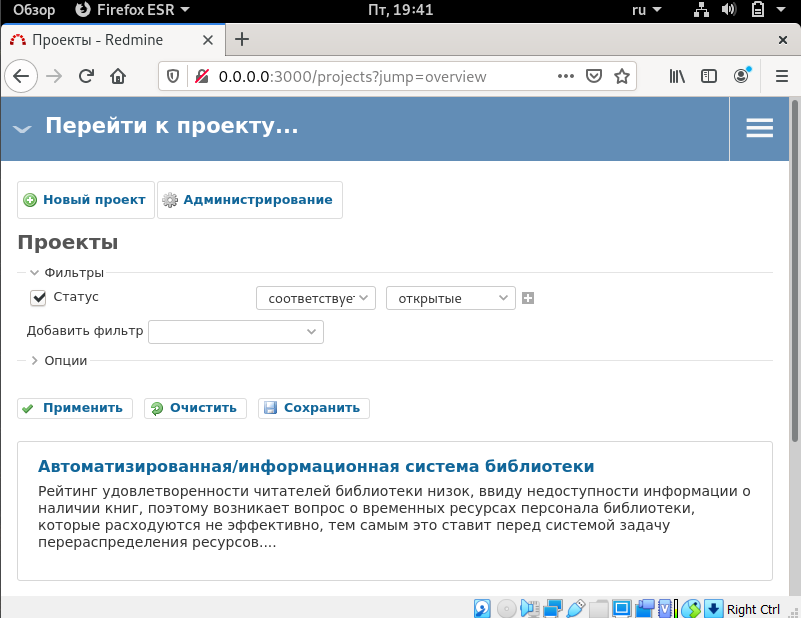 Обзор Firefox ESR Пт, 19:41 ru
Проекты - Redmine
0.0.0.0:3000/projects?jump=overview
Перейти к проекту...
Новый проект Администрирование
Проекты
Фильтры
Статус соответствует открытые
Добавить фильтр
Опции
Применить Очистить Сохранить
Автоматизированная/информационная система библиотеки
Рейтинг удовлетворенности читателей библиотеки низок, ввиду недоступности информации о
наличии книг, поэтому возникает вопрос о временных ресурсах персонала библиотеки,
которые расходуются не эффективно, тем самым это ставит перед системой задачу
перераспределения ресурсов....
Right Ctrl